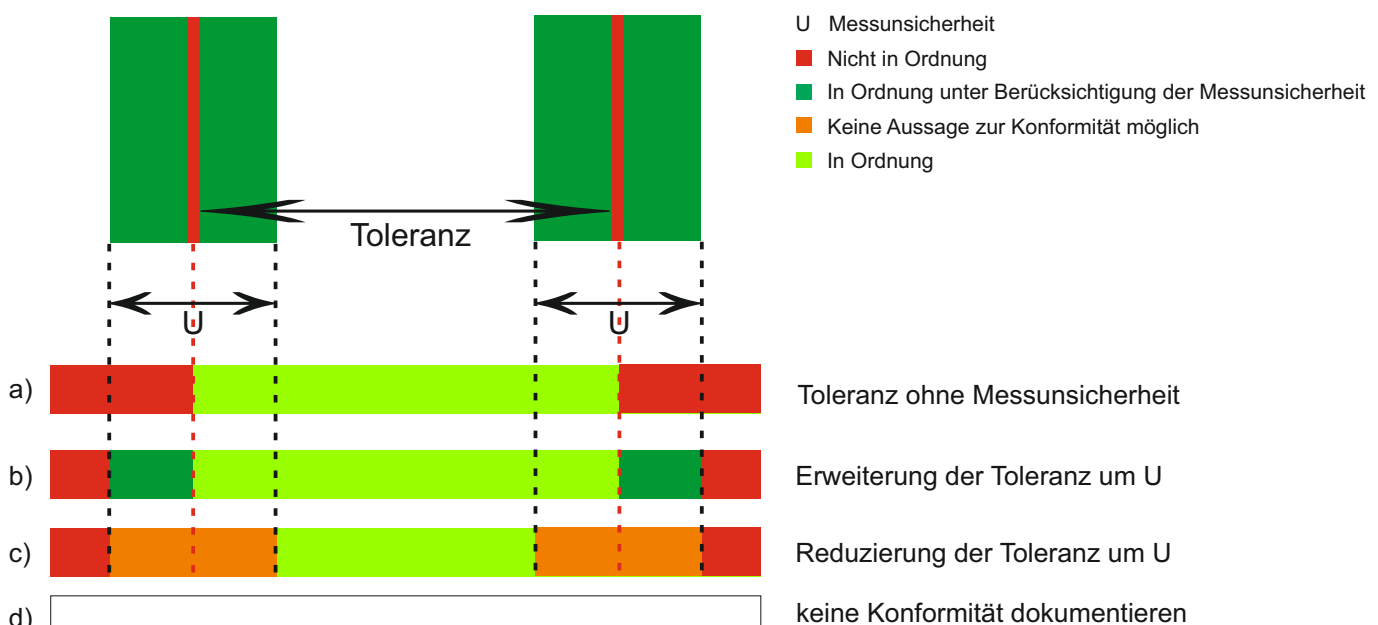 U Messunsicherheit
Nicht in Ordnung
In Ordnung unter Berücksichtigung der Messunsicherheit
Keine Aussage zur Konformität möglich
In Ordnung
Toleranz
U U
a) Toleranz ohne Messunsicherheit
b) Erweiterung der Toleranz um U
c) Reduzierung der Toleranz um U
d) keine Konformität dokumentieren